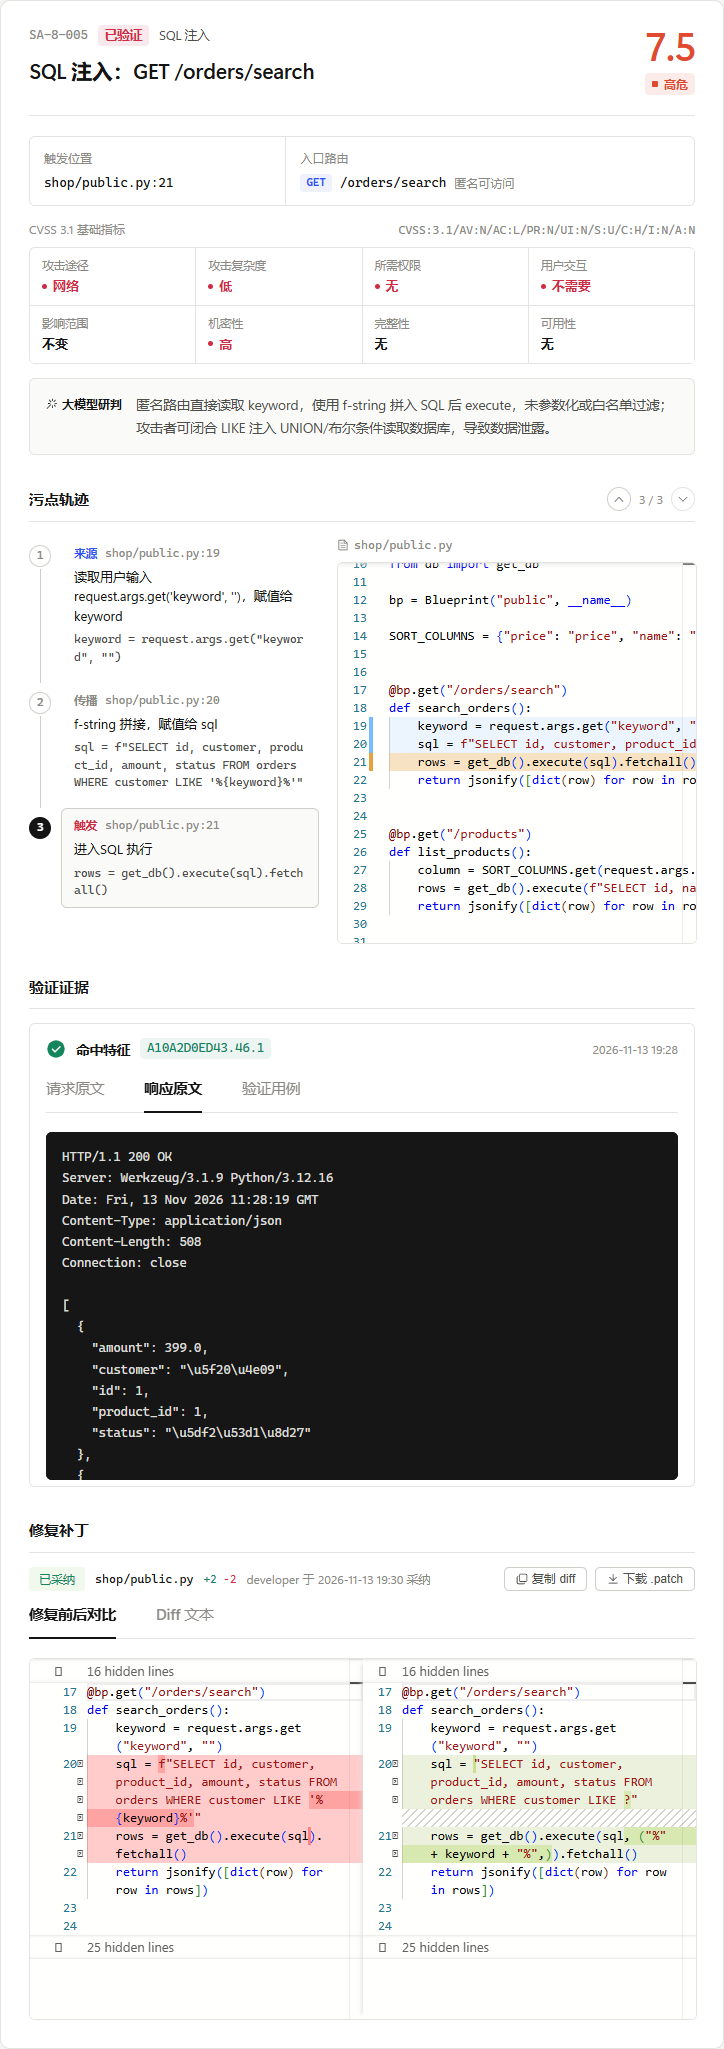 SA-8-005 已验证 SQL 注入
SQL 注入：GET /orders/search
7.5
高危
触发位置
shop/public.py:21
入口路由
GET /orders/search 匿名可访问
CVSS 3.1 基础指标
CVSS:3.1/AV:N/AC:L/PR:N/UI:N/S:U/C:H/I:N/A:N
攻击途径
网络
攻击复杂度
低
所需权限
无
用户交互
不需要
影响范围
不变
机密性
高
完整性
无
可用性
无
大模型研判
匿名路由直接读取 keyword，使用 f-string 拼入 SQL 后 execute，未参数化或白名单过滤；
攻击者可闭合 LIKE 注入 UNION/布尔条件读取数据库，导致数据泄露。
污点轨迹
3 / 3
1
来源 shop/public.py:19
读取用户输入
request.args.get('keyword', '')，赋值给
keyword
keyword = request.args.get("keywor
d", "")
2
传播 shop/public.py:20
f-string 拼接，赋值给 sql
sql = f"SELECT id, customer, produ
ct_id, amount, status FROM orders
WHERE customer LIKE '%{keyword}%'"
3
触发 shop/public.py:21
进入SQL 执行
rows = get_db().execute(sql).fetch
all()
shop/public.py
10 from db import get_db
11
12 bp = Blueprint("public", __name__)
13
14 SORT_COLUMNS = {"price": "price", "name": "
15
16
17 @bp.get("/orders/search")
18 def search_orders():
19 keyword = request.args.get("keyword", "
20 sql = f"SELECT id, customer, product_id
21 rows = get_db().execute(sql).fetchall()
22 return jsonify([dict(row) for row in ro
23
24
25 @bp.get("/products")
26 def list_products():
27 column = SORT_COLUMNS.get(request.args.
28 rows = get_db().execute(f"SELECT id, na
29 return jsonify([dict(row) for row in ro
30
31
验证证据
命中特征 A10A2D0ED43.46.1
2026-11-13 19:28
请求原文 响应原文 验证用例
HTTP/1.1 200 OK
Server: Werkzeug/3.1.9 Python/3.12.16
Date: Fri, 13 Nov 2026 11:28:19 GMT
Content-Type: application/json
Content-Length: 508
Connection: close
[
{
"amount": 399.0,
"customer": "\u5f20\u4e09",
"id": 1,
"product_id": 1,
"status": "\u5df2\u53d1\u8d27"
},
{
修复补丁
已采纳 shop/public.py +2 -2 developer 于 2026-11-13 19:30 采纳
复制 diff
下载 .patch
修复前后对比 Diff 文本
16 hidden lines
17 @bp.get("/orders/search")
18 def search_orders():
19 keyword = request.args.get
("keyword", "")
20 sql = f"SELECT id, customer,
product_id, amount, status FROM
orders WHERE customer LIKE '%
{keyword}%'"
21 rows = get_db().execute(sql).
fetchall()
22 return jsonify([dict(row) for
row in rows])
23
24
25 hidden lines
16 hidden lines
17 @bp.get("/orders/search")
18 def search_orders():
19 keyword = request.args.get
("keyword", "")
20 sql = "SELECT id, customer,
product_id, amount, status FROM
orders WHERE customer LIKE ?"
21 rows = get_db().execute(sql, ("%"
+ keyword + "%",)).fetchall()
22 return jsonify([dict(row) for row
in rows])
23
24
25 hidden lines